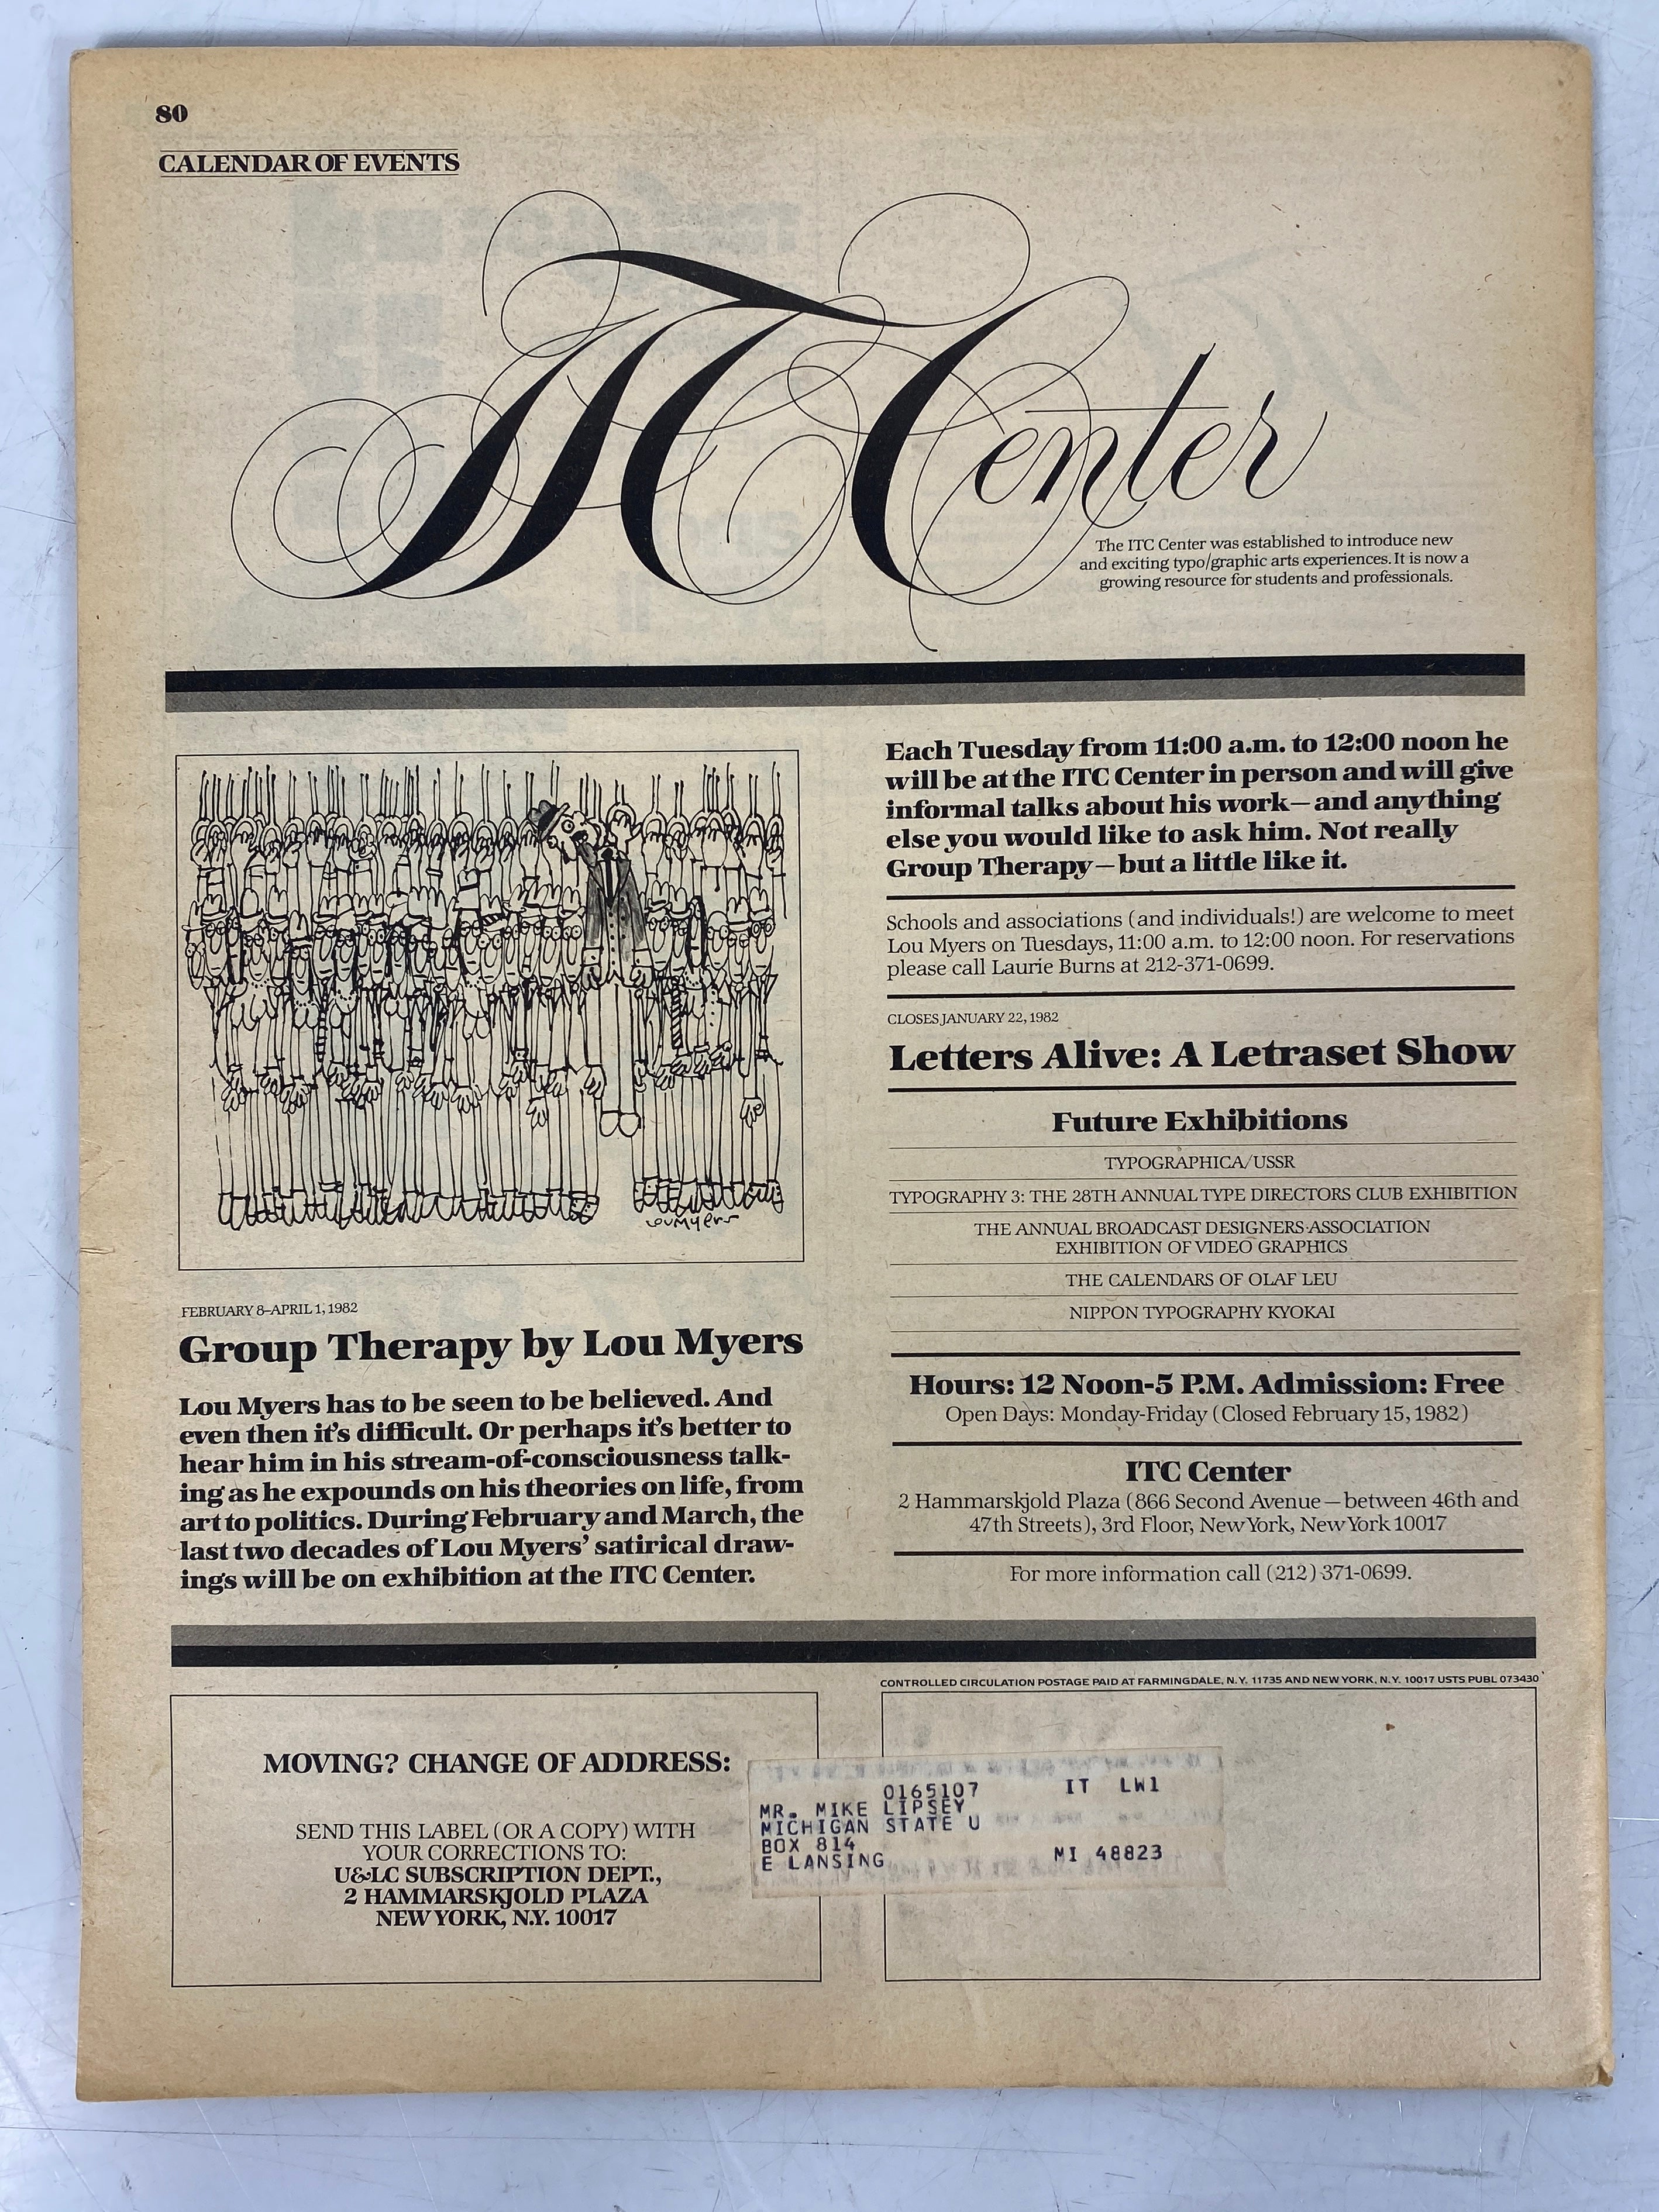 80
CALENDAR OF EVENTS
ITC Center
The ITC Center was established to introduce new
and exciting typo/graphic arts experiences. It is now a
growing resource for students and professionals.
LouMyers
FEBRUARY 8–APRIL 1, 1982
Group Therapy by Lou Myers
Lou Myers has to be seen to be believed. And
even then it's difficult. Or perhaps it's better to
hear him in his stream-of-consciousness talk-
ing as he expounds on his theories on life, from
art to politics. During February and March, the
last two decades of Lou Myers' satirical draw-
ings will be on exhibition at the ITC Center.
Each Tuesday from 11:00 a.m. to 12:00 noon he
will be at the ITC Center in person and will give
informal talks about his work—and anything
else you would like to ask him. Not really
Group Therapy—but a little like it.
Schools and associations (and individuals!) are welcome to meet
Lou Myers on Tuesdays, 11:00 a.m. to 12:00 noon. For reservations
please call Laurie Burns at 212-371-0699.
CLOSES JANUARY 22, 1982
Letters Alive: A Letraset Show
Future Exhibitions
TYPOGRAPHICA/USSR
TYPOGRAPHY 3: THE 28TH ANNUAL TYPE DIRECTORS CLUB EXHIBITION
THE ANNUAL BROADCAST DESIGNERS ASSOCIATION
EXHIBITION OF VIDEO GRAPHICS
THE CALENDARS OF OLAF LEU
NIPPON TYPOGRAPHY KYOKAI
Hours: 12 Noon-5 P.M. Admission: Free
Open Days: Monday-Friday (Closed February 15, 1982)
ITC Center
2 Hammarskjold Plaza (866 Second Avenue—between 46th and
47th Streets), 3rd Floor, New York, New York 10017
For more information call (212) 371-0699.
CONTROLLED CIRCULATION POSTAGE PAID AT FARMINGDALE, N.Y. 11735 AND NEW YORK, N.Y. 10017 USTS PUBL 073430
MOVING? CHANGE OF ADDRESS:
SEND THIS LABEL (OR A COPY) WITH
YOUR CORRECTIONS TO:
U&LC SUBSCRIPTION DEPT.,
2 HAMMARSKJOLD PLAZA
NEW YORK, N.Y. 10017
0165107 IT LW1
MR. MIKE LIPSEY
MICHIGAN STATE U
BOX 814
E LANSING MI 48823